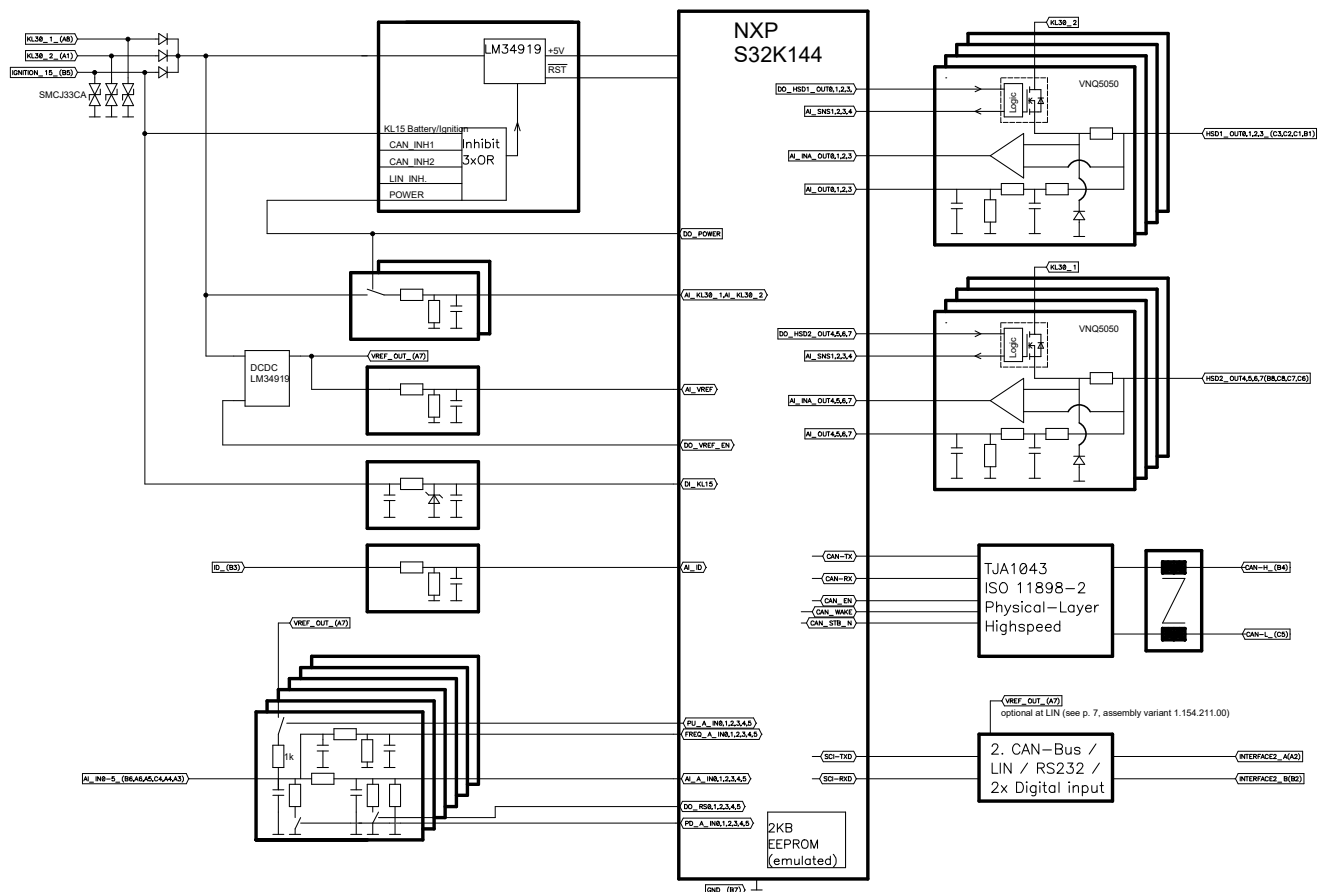 NXP
S32K144
KL30_1_(A8)
KL30_2_(A1)
IGNITION_15_(B5)
SMCJ33CA
LM34919
+5V
RST
KL15 Battery/Ignition
CAN_INH1
CAN_INH2
LIN_INH.
POWER
Inhibit
3xOR
DO_POWER
AI_KL30_1,AI_KL30_2
DCDC
LM34919
VREF_OUT_(A7)
AI_VREF
DO_VREF_EN
DI_KL15
ID_(B3)
AI_ID
VREF_OUT_(A7)
1k
PU_A_IN0,1,2,3,4,5
FREQ_A_IN0,1,2,3,4,5
AI_IN0-5_(B6,A6,A5,C4,A4,A3)
AI_A_IN0,1,2,3,4,5
DO_RS0,1,2,3,4,5
PD_A_IN0,1,2,3,4,5
2KB
EEPROM
(emulated)
GND_(B7)
KL30_2
VNQ5050
DO_HSD1_OUT0,1,2,3,
Logic
AI_SNS1,2,3,4
HSD1_OUT0,1,2,3_(C3,C2,C1,B1)
AI_INA_OUT0,1,2,3
AI_OUT0,1,2,3
KL30_1
VNQ5050
DO_HSD2_OUT4,5,6,7
Logic
AI_SNS1,2,3,4
HSD2_OUT4,5,6,7(B8,C8,C7,C6)
AI_INA_OUT4,5,6,7
AI_OUT4,5,6,7
CAN-TX
CAN-RX
CAN_EN
CAN_WAKE
CAN_STB_N
TJA1043
ISO 11898-2
Physical-Layer
Highspeed
CAN-H_(B4)
CAN-L_(C5)
VREF_OUT_(A7)
optional at LIN (see p. 7, assembly variant 1.154.211.00)
SCI-TXD
SCI-RXD
2. CAN-Bus /
LIN / RS232 /
2x Digital input
INTERFACE2_A(A2)
INTERFACE2_B(B2)